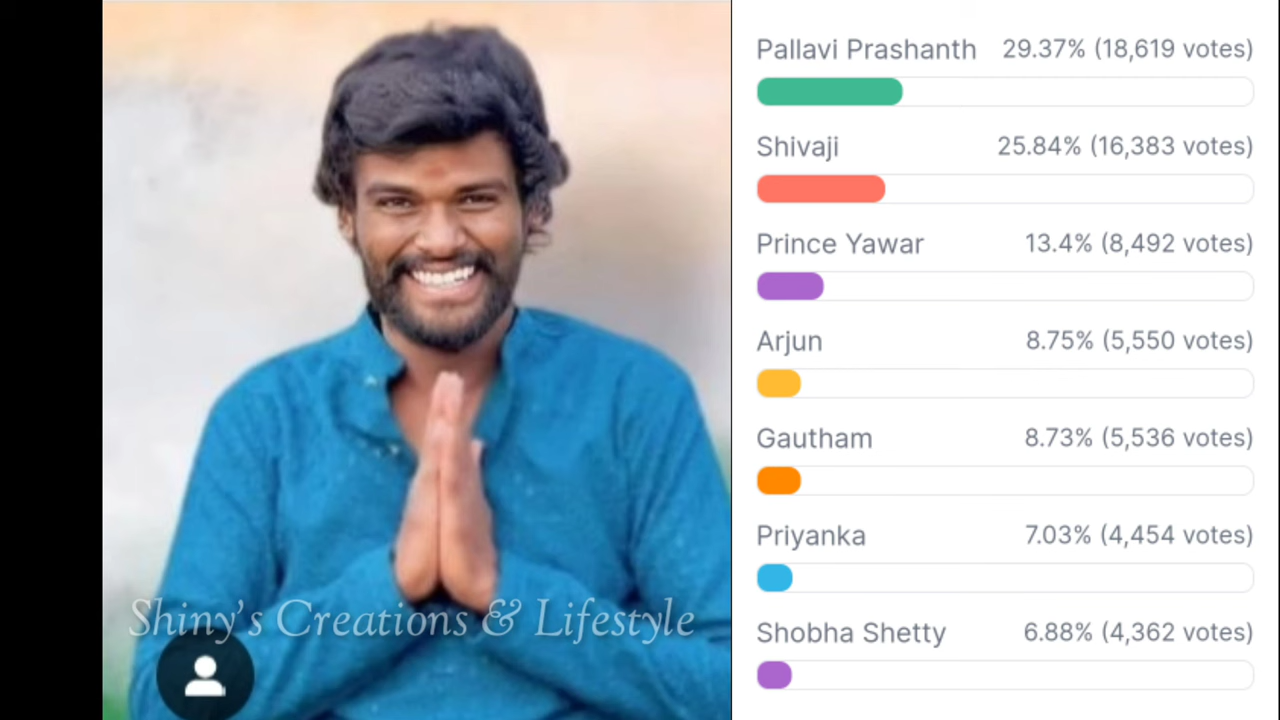 Pallavi Prashanth 29.37% (18,619 votes)
Shivaji 25.84% (16,383 votes)
Prince Yawar 13.4% (8,492 votes)
Arjun 8.75% (5,550 votes)
Gautham 8.73% (5,536 votes)
Priyanka 7.03% (4,454 votes)
Shobha Shetty 6.88% (4,362 votes)
Shiny's Creations & Lifestyle